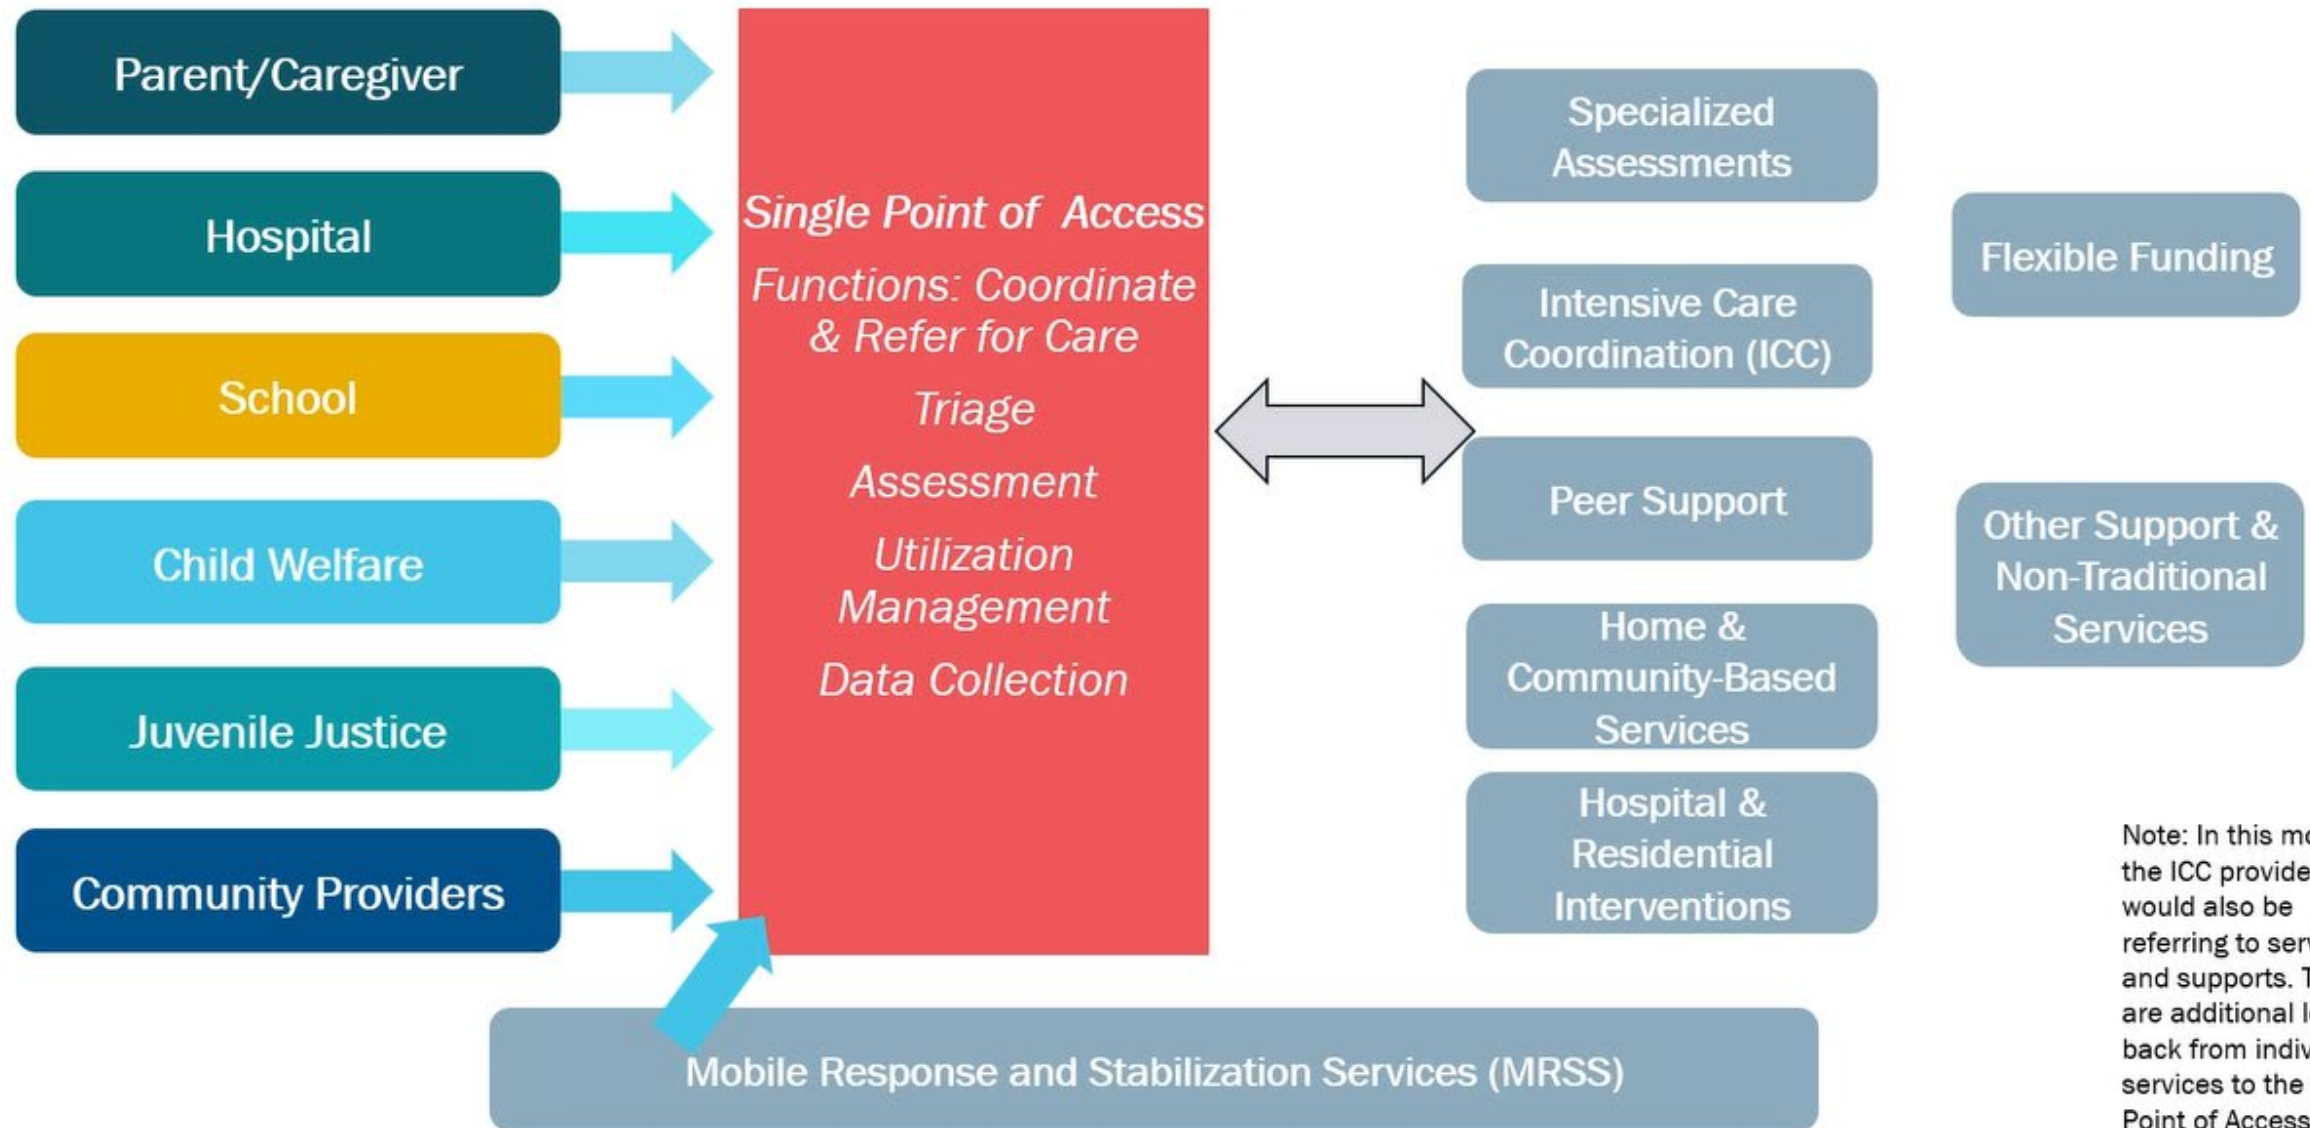 Parent/Caregiver
Hospital
School
Child Welfare
Juvenile Justice
Community Providers
Single Point of Access
Functions: Coordinate
& Refer for Care
Triage
Assessment
Utilization
Management
Data Collection
Mobile Response and Stabilization Services (MRSS)
Specialized
Assessments
Intensive Care
Coordination (ICC)
Peer Support
Home &
Community-Based
Services
Hospital &
Residential
Interventions
Flexible Funding
Other Support &
Non-Traditional
Services
Note: In this
the ICC
would also be
referring to
and supports.
are additional
back from
services to the
Point of Access